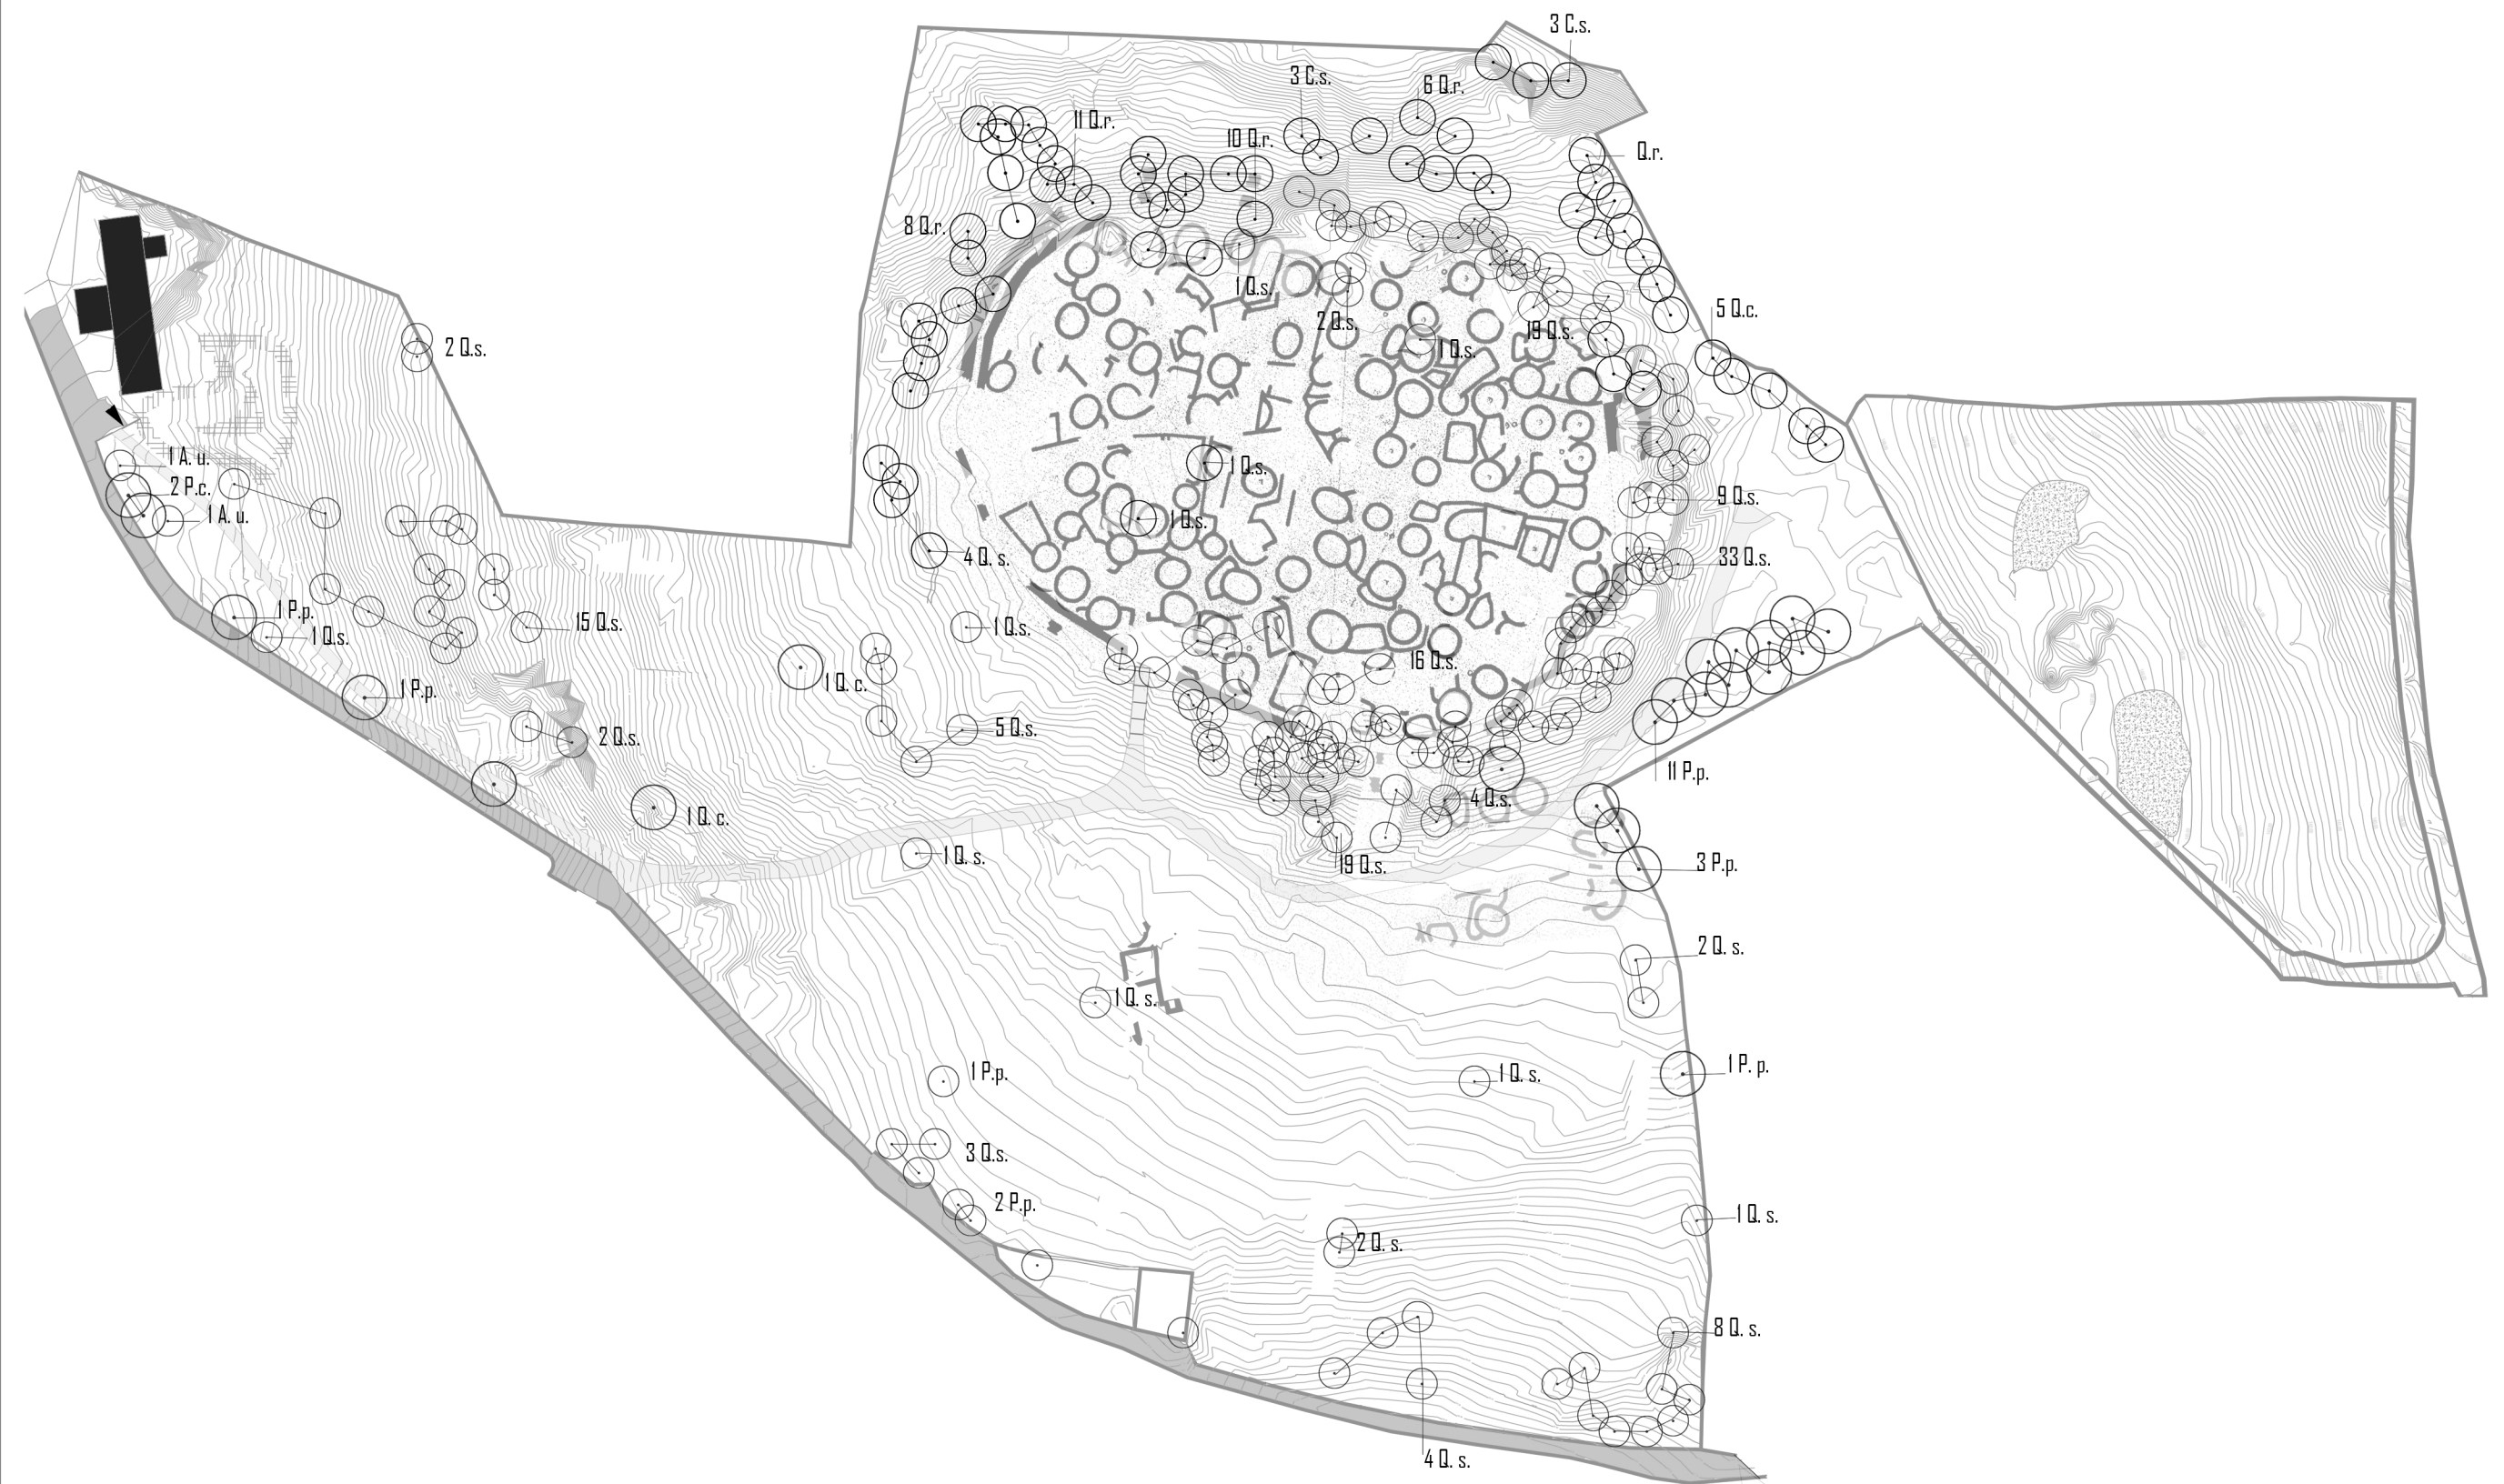 3 C.s.
3 C.s.
6 Q.r.
11 Q.r.
10 Q.r.
Q.r.
8 Q.r.
1 Q.s.
5 Q.c.
2 Q.s.
19 Q.s.
2 Q.s.
1 Q.s.
1 A. u.
1 Q.s.
2 P.c.
9 Q.s.
1 A. u.
1 Q.s.
4 Q. s.
33 Q.s.
1 P.p.
15 Q.s.
1 Q.s.
1 Q.s.
16 Q.s.
1 Q. c.
1 P.p.
5 Q.s.
2 Q.s.
11 P.p.
4 Q.s.
1 Q. c.
1 Q. s.
19 Q.s.
3 P.p.
2 Q. s.
1 Q. s.
1 P.p.
1 Q. s.
1 P. p.
3 Q.s.
2 P.p.
1 Q. s.
2 Q. s.
8 Q. s.
4 Q. s.